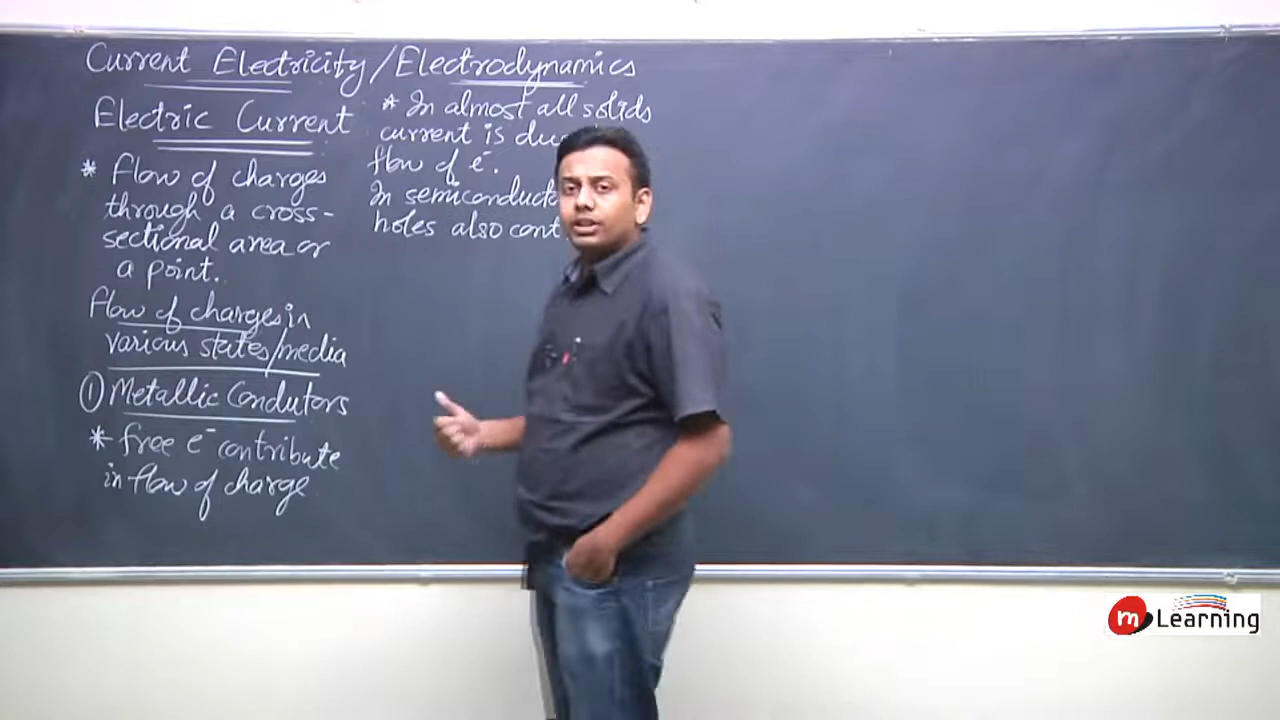 Current Electricity/Electrodynamics
Electric Current
* Flow of charges
through a cross-
sectional area or
a point.
Flow of charges in
various states/media
① Metallic Condutors
* free e⁻ contribute
in flow of charge
* In almost all solids
current is due
flow of e⁻.
In semiconducto
holes also cont
m Learning